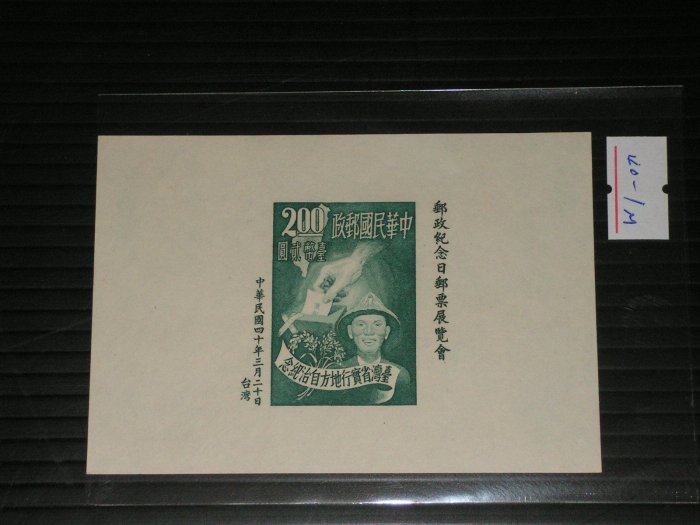 郵政紀念日郵票展覽會
2.00
中華民國郵政
臺幣貳圓
臺灣省實行地方自治紀念
中華民國四十年三月二十日
台灣